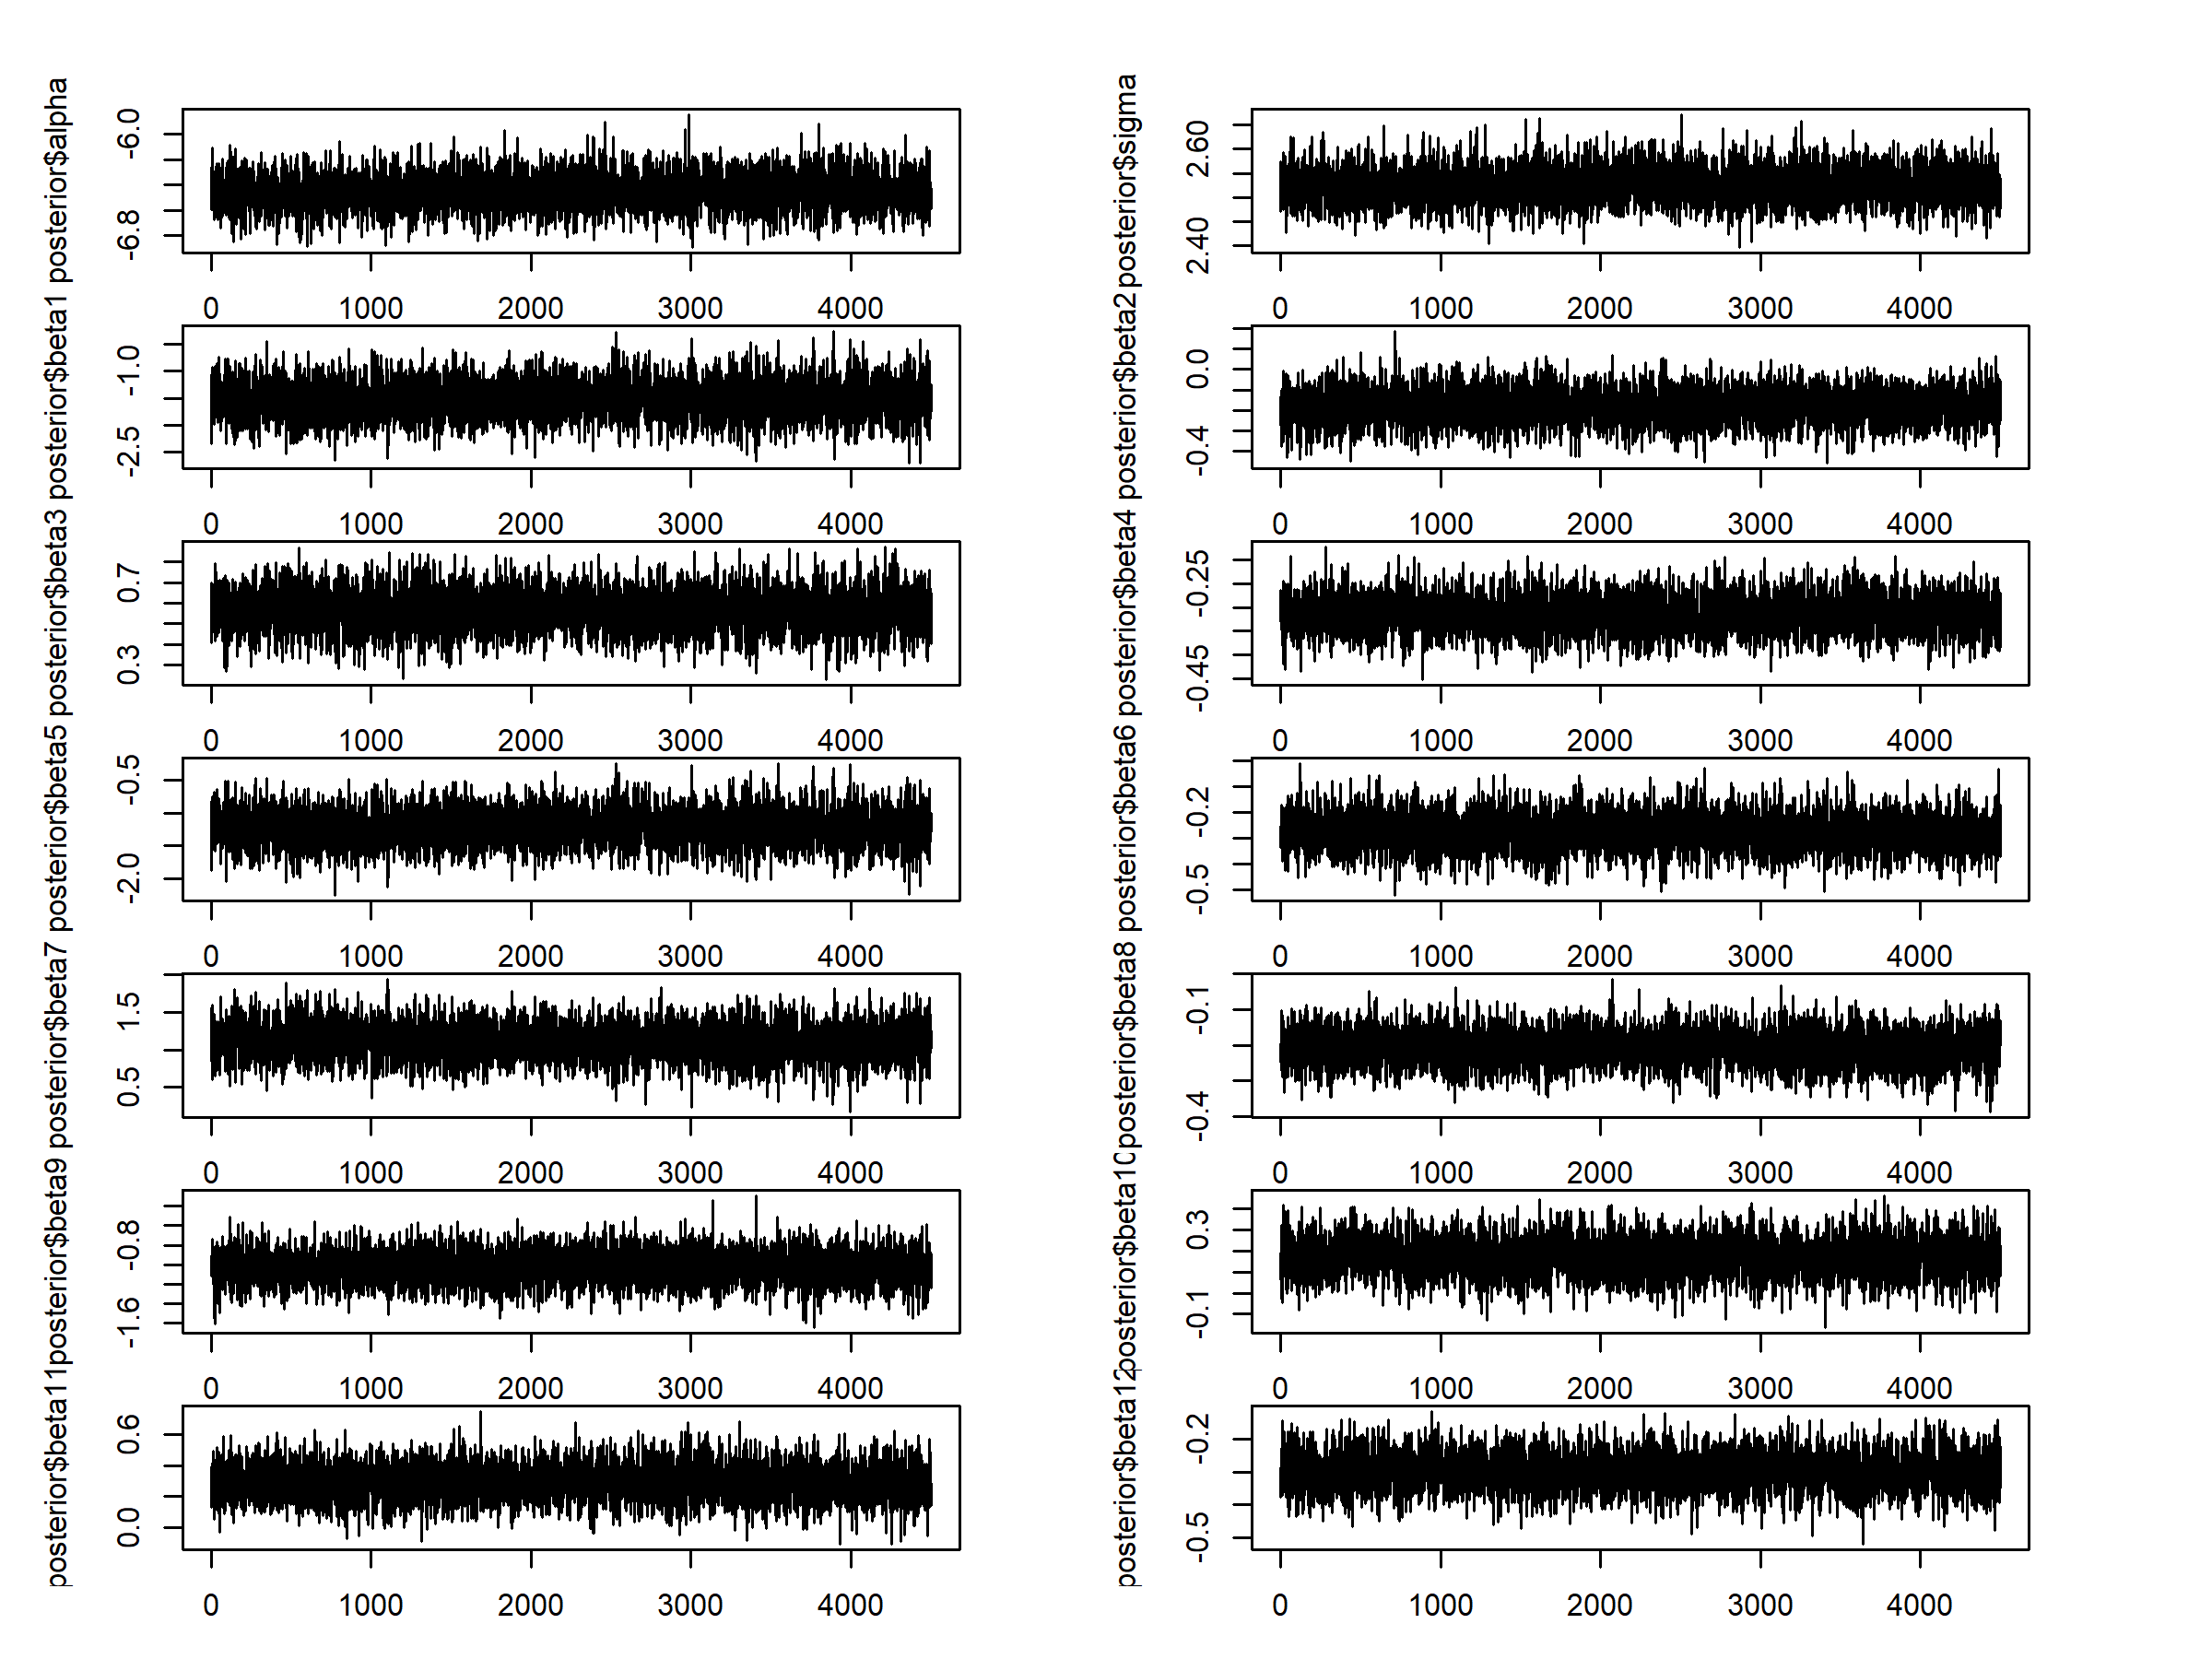 posterior$alpha
-6.0
-6.8
0 1000 2000 3000 4000
posterior$sigma
2.60
2.40
0 1000 2000 3000 4000
posterior$beta1
-1.0
-2.5
0 1000 2000 3000 4000
posterior$beta2
0.0
-0.4
0 1000 2000 3000 4000
posterior$beta3
0.7
0.3
0 1000 2000 3000 4000
posterior$beta4
-0.25
-0.45
0 1000 2000 3000 4000
posterior$beta5
-0.5
-2.0
0 1000 2000 3000 4000
posterior$beta6
-0.2
-0.5
0 1000 2000 3000 4000
posterior$beta7
1.5
0.5
0 1000 2000 3000 4000
posterior$beta8
-0.1
-0.4
0 1000 2000 3000 4000
posterior$beta9
-0.8
-1.6
0 1000 2000 3000 4000
posterior$beta10
0.3
-0.1
0 1000 2000 3000 4000
posterior$beta11
0.6
0.0
0 1000 2000 3000 4000
posterior$beta12
-0.2
-0.5
0 1000 2000 3000 4000